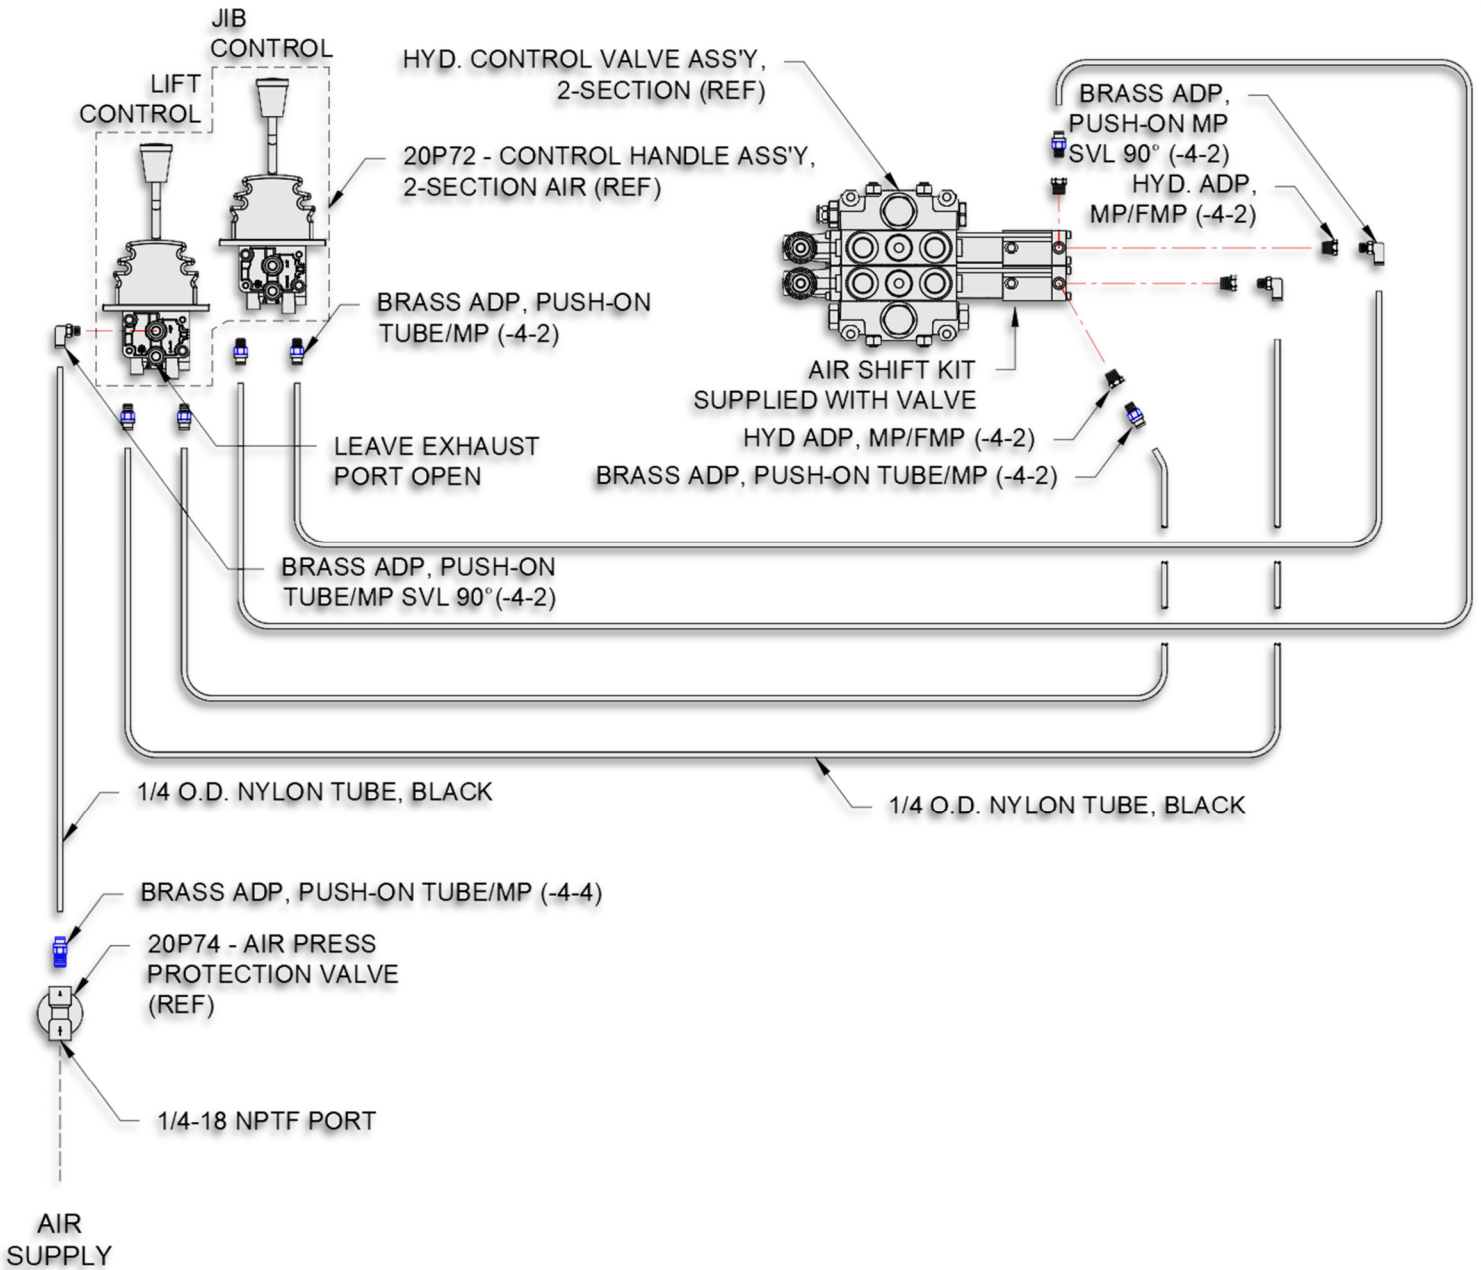 JIB
CONTROL
LIFT
CONTROL
HYD. CONTROL VALVE ASS'Y,
2-SECTION (REF)
20P72 - CONTROL HANDLE ASS'Y,
2-SECTION AIR (REF)
BRASS ADP,
PUSH-ON MP
SVL 90° (-4-2)
HYD. ADP,
MP/FMP (-4-2)
BRASS ADP, PUSH-ON
TUBE/MP (-4-2)
AIR SHIFT KIT
SUPPLIED WITH VALVE
HYD ADP, MP/FMP (-4-2)
BRASS ADP, PUSH-ON TUBE/MP (-4-2)
LEAVE EXHAUST
PORT OPEN
BRASS ADP, PUSH-ON
TUBE/MP SVL 90°(-4-2)
1/4 O.D. NYLON TUBE, BLACK
1/4 O.D. NYLON TUBE, BLACK
BRASS ADP, PUSH-ON TUBE/MP (-4-4)
20P74 - AIR PRESS
PROTECTION VALVE
(REF)
1/4-18 NPTF PORT
AIR
SUPPLY